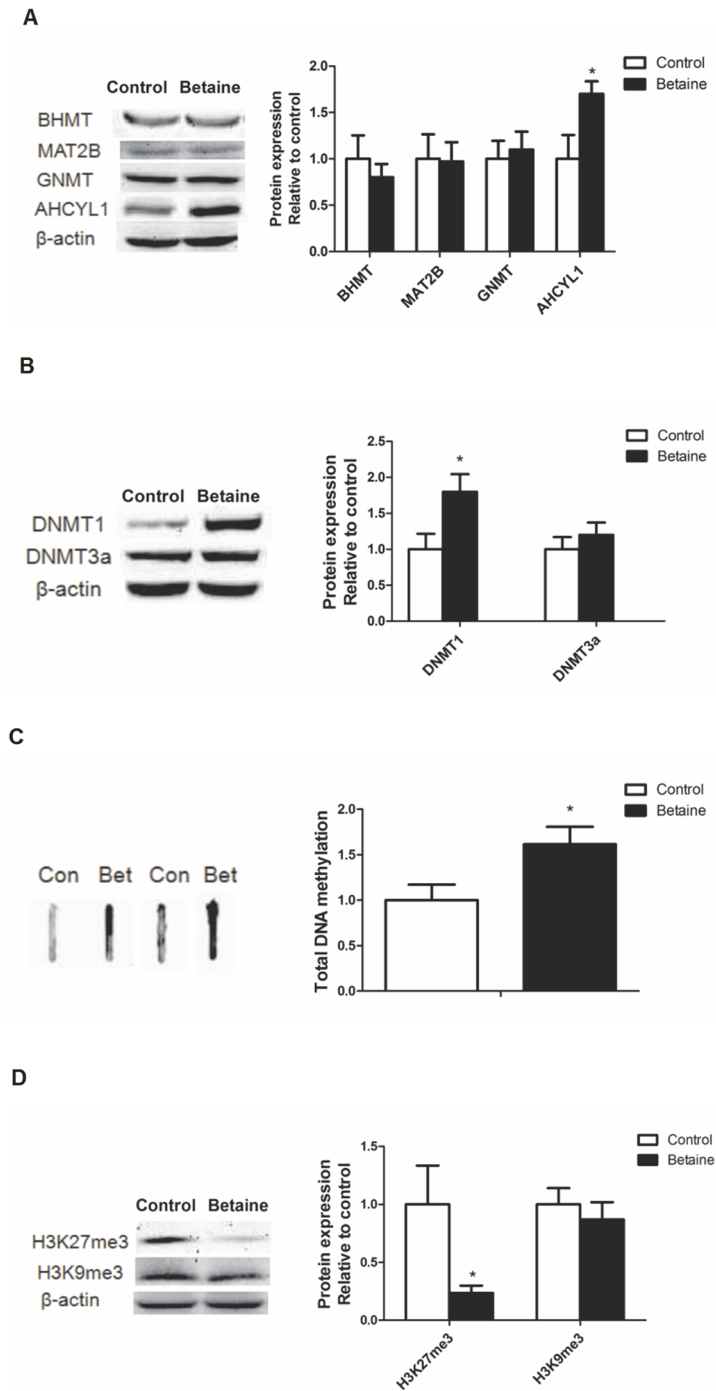 A
Control Betaine
BHMT
MAT2B
GNMT
AHCYL1
β-actin
Protein expression
Relative to control
2.0
1.5
1.0
0.5
0.0
BHMT
MAT2B
GNMT
AHCYL1
*
Control
Betaine
B
Control Betaine
DNMT1
DNMT3a
β-actin
Protein expression
Relative to control
2.5
2.0
1.5
1.0
0.5
0.0
DNMT1
DNMT3a
*
Control
Betaine
C
Con Bet Con Bet
Total DNA methylation
2.0
1.5
1.0
0.5
0.0
*
Control
Betaine
D
Control Betaine
H3K27me3
H3K9me3
β-actin
Protein expression
Relative to control
1.5
1.0
0.5
0.0
H3K27me3
H3K9me3
*
Control
Betaine